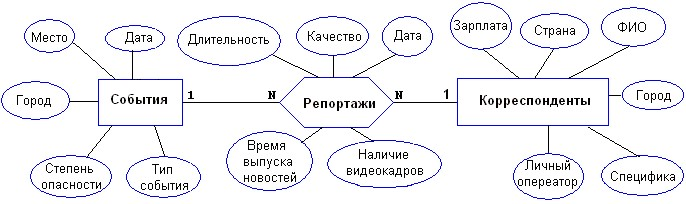 Место
Дата
Длительность
Качество
Дата
Зарплата
Страна
ФИО
Город
События
1
N
Репортажи
N
1
Корреспонденты
Город
Степень
опасности
Тип
события
Время
выпуска
новостей
Наличие
видеокадров
Личный
опереатор
Специфика